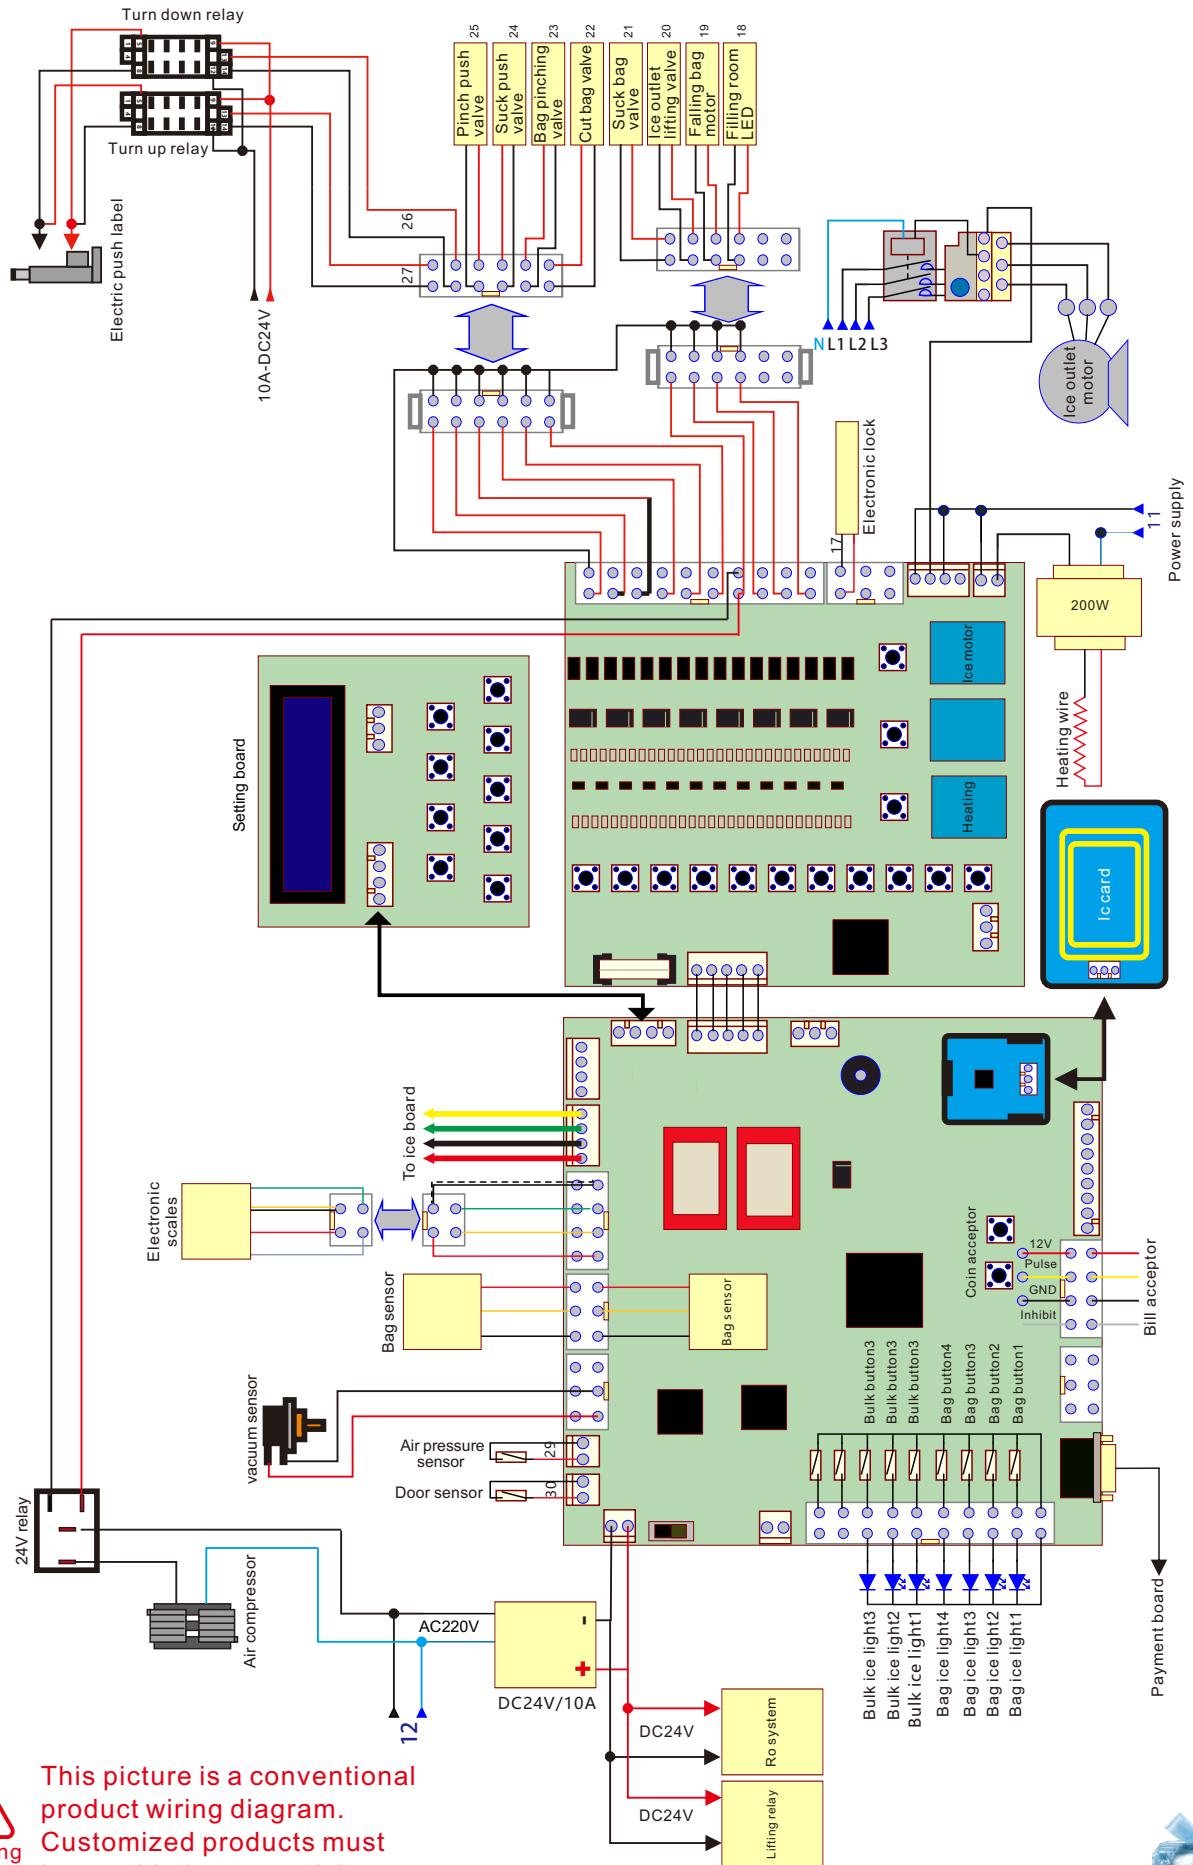 Turn down relay
Turn up relay
Electric push label
10A-DC24V
25
24
23
22
21
20
19
18
Pinch push
valve
Suck push
valve
Bag pinching
valve
Cut bag valve
Suck bag
valve
Ice outlet
lifting valve
Falling bag
motor
Filling room
LED
26
27
N L1 L2 L3
Ice outlet
motor
Electronic lock
17
11
Power supply
200W
Heating wire
Setting board
Ice motor
Heating
Ic card
To ice board
Electronic
scales
Bag sensor
Bag sensor
vacuum sensor
Air pressure
sensor
29
Door sensor
30
24V relay
Air compressor
AC220V
12
-
+
DC24V/10A
DC24V
Ro system
DC24V
Lifting relay
Coin acceptor
12V
Pulse
GND
Inhibit
Bill acceptor
Bulk button3
Bulk button3
Bulk button3
Bag button4
Bag button3
Bag button2
Bag button1
Bulk ice light3
Bulk ice light2
Bulk ice light1
Bag ice light4
Bag ice light3
Bag ice light2
Bag ice light1
Payment board
This picture is a conventional
product wiring diagram.
Customized products must